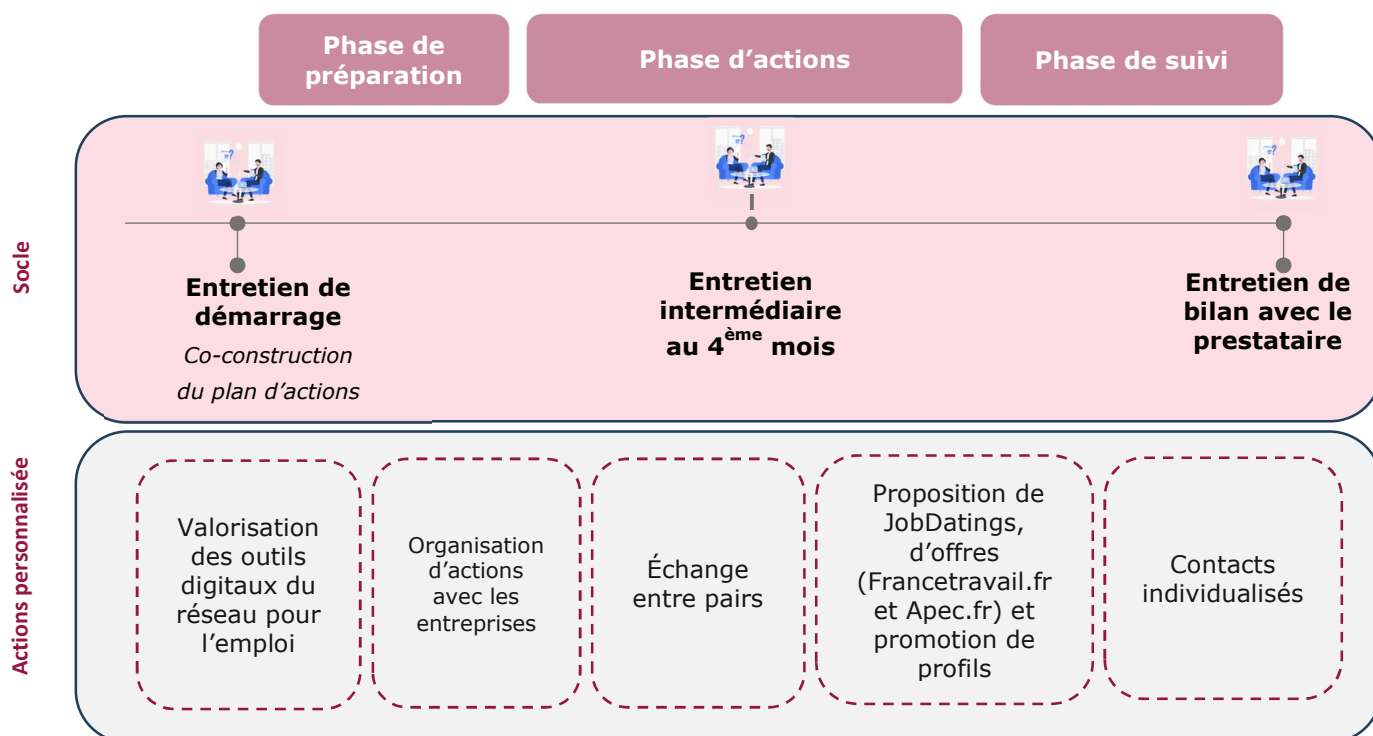 Phase de
préparation
Phase d’actions
Phase de suivi
Socle
Entretien de
démarrage
Co-construction
du plan d’actions
Entretien
intermédiaire
au 4ème mois
Entretien de
bilan avec le
prestataire
Actions personnalisée
Valorisation
des outils
digitaux du
réseau pour
l’emploi
Organisation
d’actions
avec les
entreprises
Échange
entre pairs
Proposition de
JobDatings,
d’offres
(Francetravail.fr
et Apec.fr) et
promotion de
profils
Contacts
individualisés